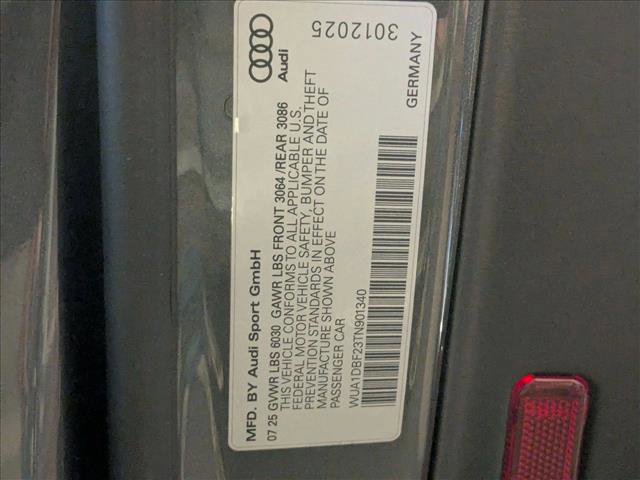 MFD. BY Audi Sport GmbH
07 25 GVWR LBS 6030 GAWR LBS FRONT 3064 /REAR 3086
THIS VEHICLE CONFORMS TO ALL APPLICABLE U.S.
FEDERAL MOTOR VEHICLE SAFETY, BUMPER AND THEFT
PREVENTION STANDARDS IN EFFECT ON THE DATE OF
MANUFACTURE SHOWN ABOVE
PASSENGER CAR
WUA1DBF23TN901340
Audi
3012025
GERMANY